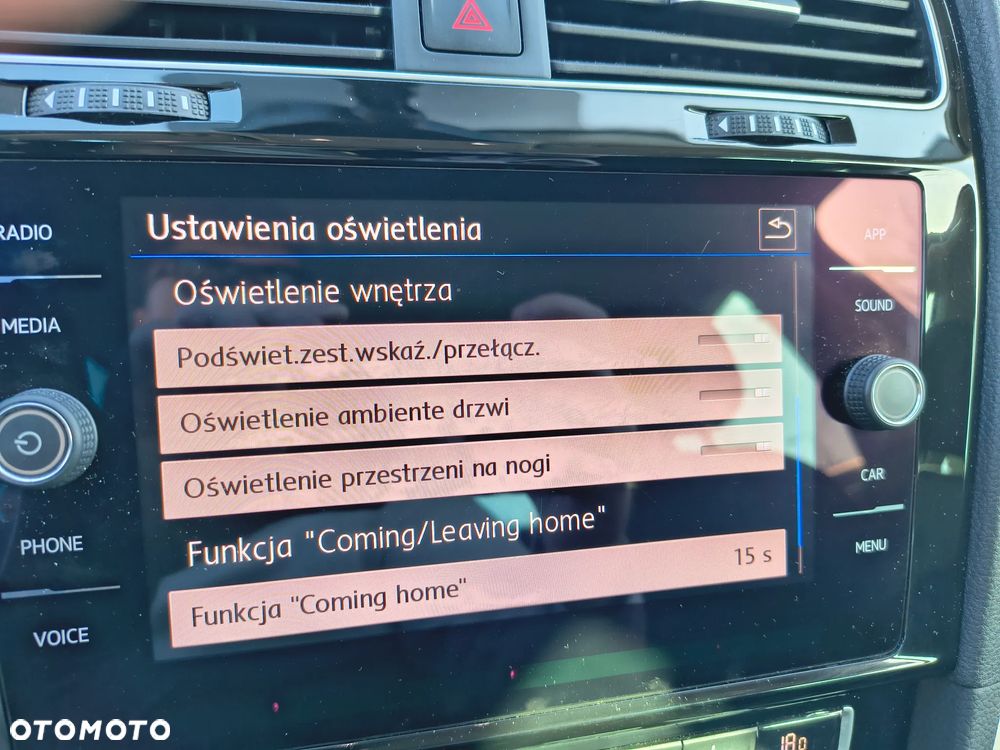 Ustawienia oświetlenia
RADIO
APP
Oświetlenie wnętrza
MEDIA
SOUND
Podświet.zest.wskaź./przełącz.
Oświetlenie ambiente drzwi
Oświetlenie przestrzeni na nogi
CAR
Funkcja "Coming/Leaving home"
PHONE
MENU
Funkcja "Coming home" 15 s
VOICE
OTOMOTO
180